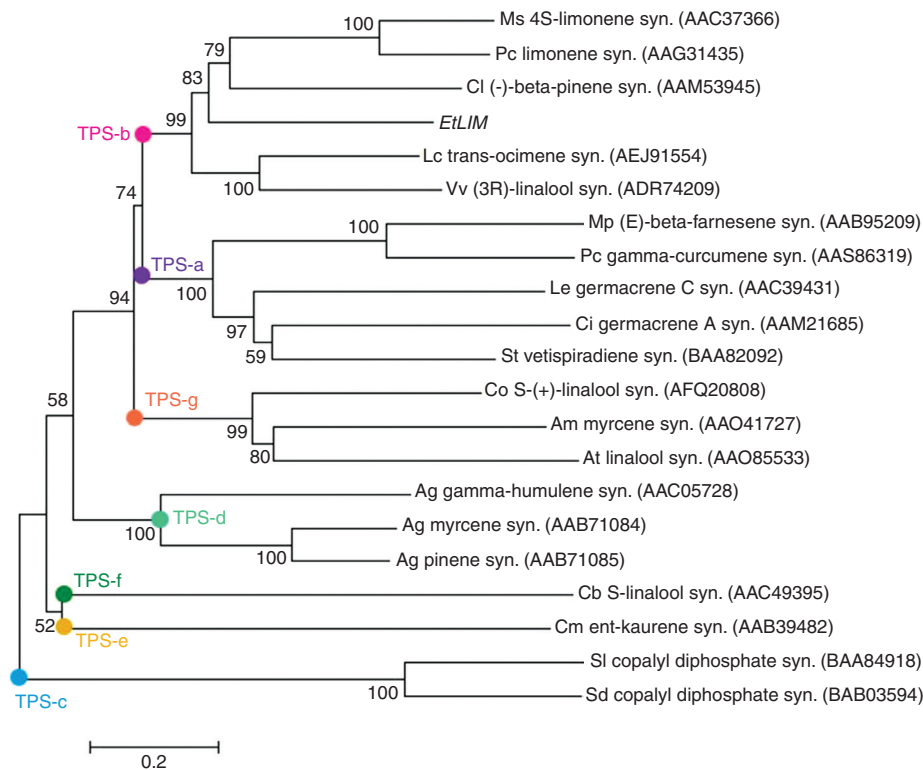 Ms 4S-limonene syn. (AAC37366)
100
Pc limonene syn. (AAG31435)
79
Cl (-)-beta-pinene syn. (AAM53945)
83
EtLIM
99
TPS-b
Lc trans-ocimene syn. (AEJ91554)
100
Vv (3R)-linalool syn. (ADR74209)
74
Mp (E)-beta-farnesene syn. (AAB95209)
100
Pc gamma-curcumene syn. (AAS86319)
TPS-a
100
Le germacrene C syn. (AAC39431)
94
97
Ci germacrene A syn. (AAM21685)
59
St vetispiradiene syn. (BAA82092)
Co S-(+)-linalool syn. (AFQ20808)
58
TPS-g
99
Am myrcene syn. (AAO41727)
80
At linalool syn. (AAO85533)
Ag gamma-humulene syn. (AAC05728)
TPS-d
100
Ag myrcene syn. (AAB71084)
100
Ag pinene syn. (AAB71085)
TPS-f
Cb S-linalool syn. (AAC49395)
52
TPS-e
Cm ent-kaurene syn. (AAB39482)
Sl copalyl diphosphate syn. (BAA84918)
100
TPS-c
Sd copalyl diphosphate syn. (BAB03594)
0.2